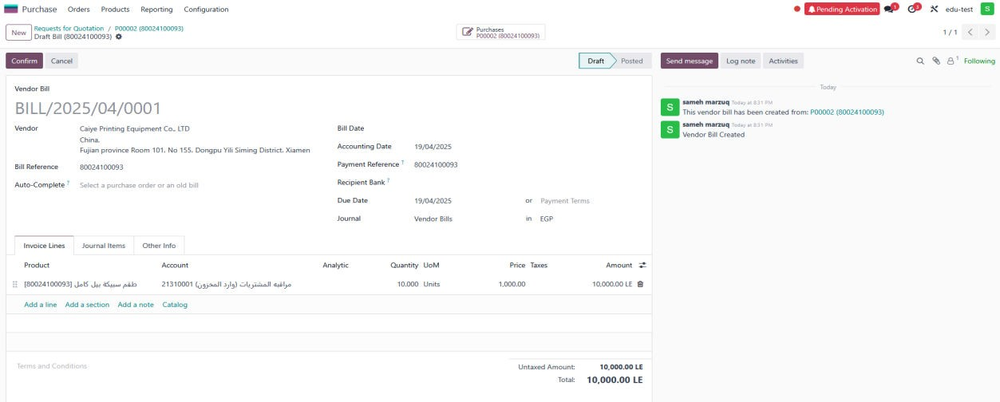 Purchase Orders Products Reporting Configuration
Pending Activation 1 3 edu-test S
New Requests for Quotation / P00002 (80024100093)
Draft Bill (80024100093)
Purchases
P00002 (80024100093)
1 / 1
Confirm Cancel
Draft Posted
Send message Log note Activities
1 Following
Vendor Bill
BILL/2025/04/0001
Vendor Caiye Printing Equipment Co., LTD
China,
Fujian province Room 101, No 155, Dongpu Yili Siming District, Xiamen
Bill Reference 80024100093
Auto-Complete ? Select a purchase order or an old bill
Bill Date
Accounting Date 19/04/2025
Payment Reference ? 80024100093
Recipient Bank ?
Due Date 19/04/2025 or Payment Terms
Journal Vendor Bills in EGP
Invoice Lines Journal Items Other Info
Product Account Analytic Quantity UoM Price Taxes Amount
[80024100093] طقم سبيكة بيل كامل 21310001 مراقبه المشتريات (وارد المخزون) 10.000 Units 1,000.00 10,000.00 LE
Add a line Add a section Add a note Catalog
Terms and Conditions
Untaxed Amount: 10,000.00 LE
Total: 10,000.00 LE
Today
S sameh marzuq Today at 8:31 PM
This vendor bill has been created from: P00002 (80024100093)
S sameh marzuq Today at 8:31 PM
Vendor Bill Created